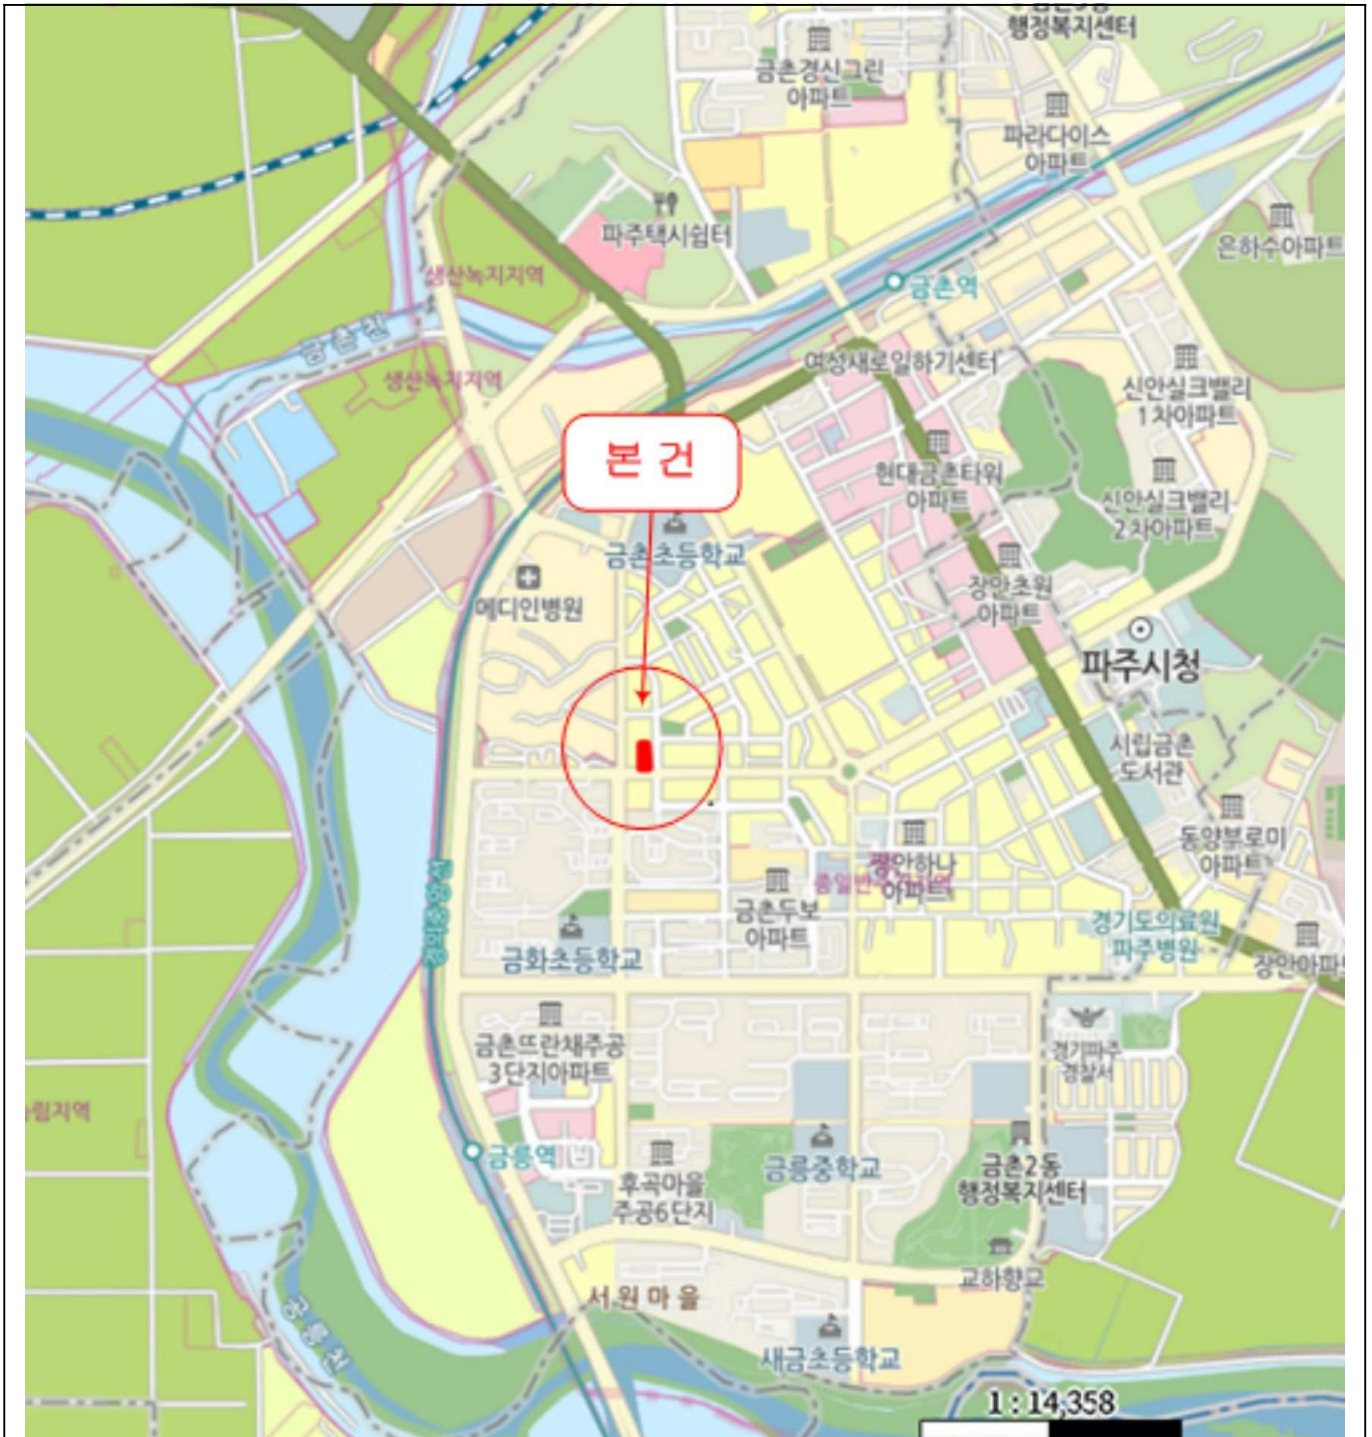 행정복지센터
금촌경신그린
아파트
파라다이스
아파트
파주택시쉼터
은하수아파트
생산녹지지역
금촌역
금촌천
여성새로일하기센터
생산녹지지역
신안실크밸리
1차아파트
본 건
현대금촌타워
아파트
신안실크밸리
2차아파트
금촌초등학교
장안초원
아파트
메디인병원
파주시청
시립금촌
도서관
동양부로미
아파트
장안하나
아파트
금촌두보
아파트
경의중앙선
경기도의료원
파주병원
금화초등학교
장안아파트
금촌뜨란채주공
3단지아파트
경기파주
경찰서
림지역
금릉역
금릉중학교
금촌2동
행정복지센터
후곡마을
주공6단지
교하향교
서원마을
새금초등학교
1 : 14,358